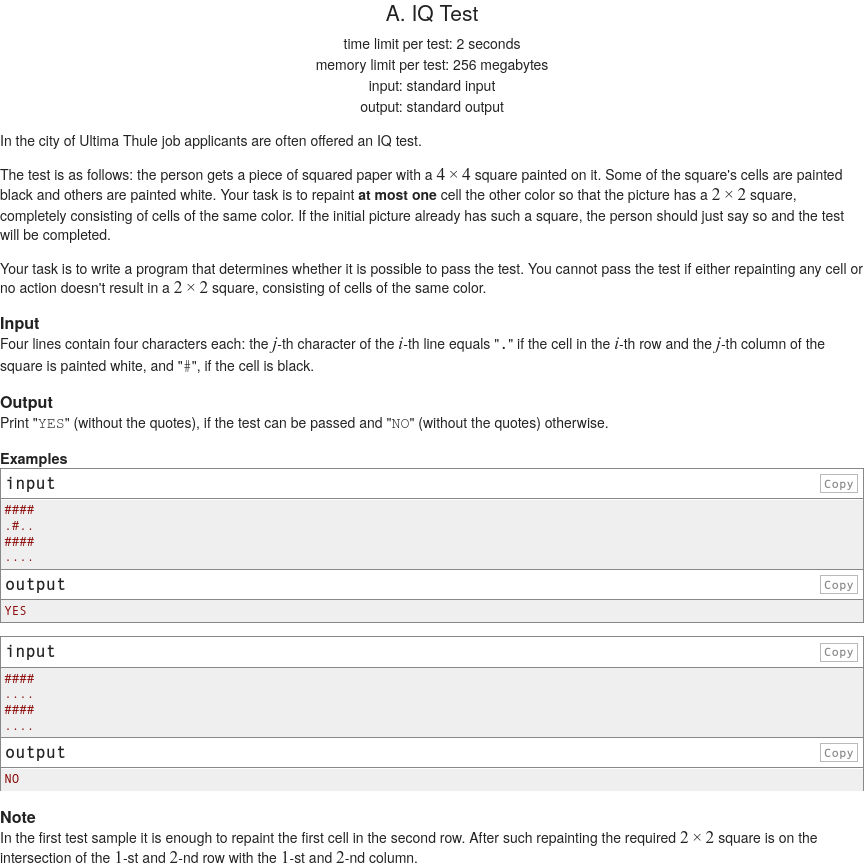 A. IQ Test
time limit per test: 2 seconds
memory limit per test: 256 megabytes
input: standard input
output: standard output
In the city of Ultima Thule job applicants are often offered an IQ test.
The test is as follows: the person gets a piece of squared paper with a 4 × 4 square painted on it. Some of the square's cells are painted
black and others are painted white. Your task is to repaint at most one cell the other color so that the picture has a 2 × 2 square,
completely consisting of cells of the same color. If the initial picture already has such a square, the person should just say so and the test
will be completed.
Your task is to write a program that determines whether it is possible to pass the test. You cannot pass the test if either repainting any cell or
no action doesn't result in a 2 × 2 square, consisting of cells of the same color.
Input
Four lines contain four characters each: the j-th character of the i-th line equals "." if the cell in the i-th row and the j-th column of the
square is painted white, and "#", if the cell is black.
Output
Print "YES" (without the quotes), if the test can be passed and "NO" (without the quotes) otherwise.
Examples
input Copy
####
.#..
####
....
output Copy
YES
input Copy
####
....
####
....
output Copy
NO
Note
In the first test sample it is enough to repaint the first cell in the second row. After such repainting the required 2 × 2 square is on the
intersection of the 1-st and 2-nd row with the 1-st and 2-nd column.